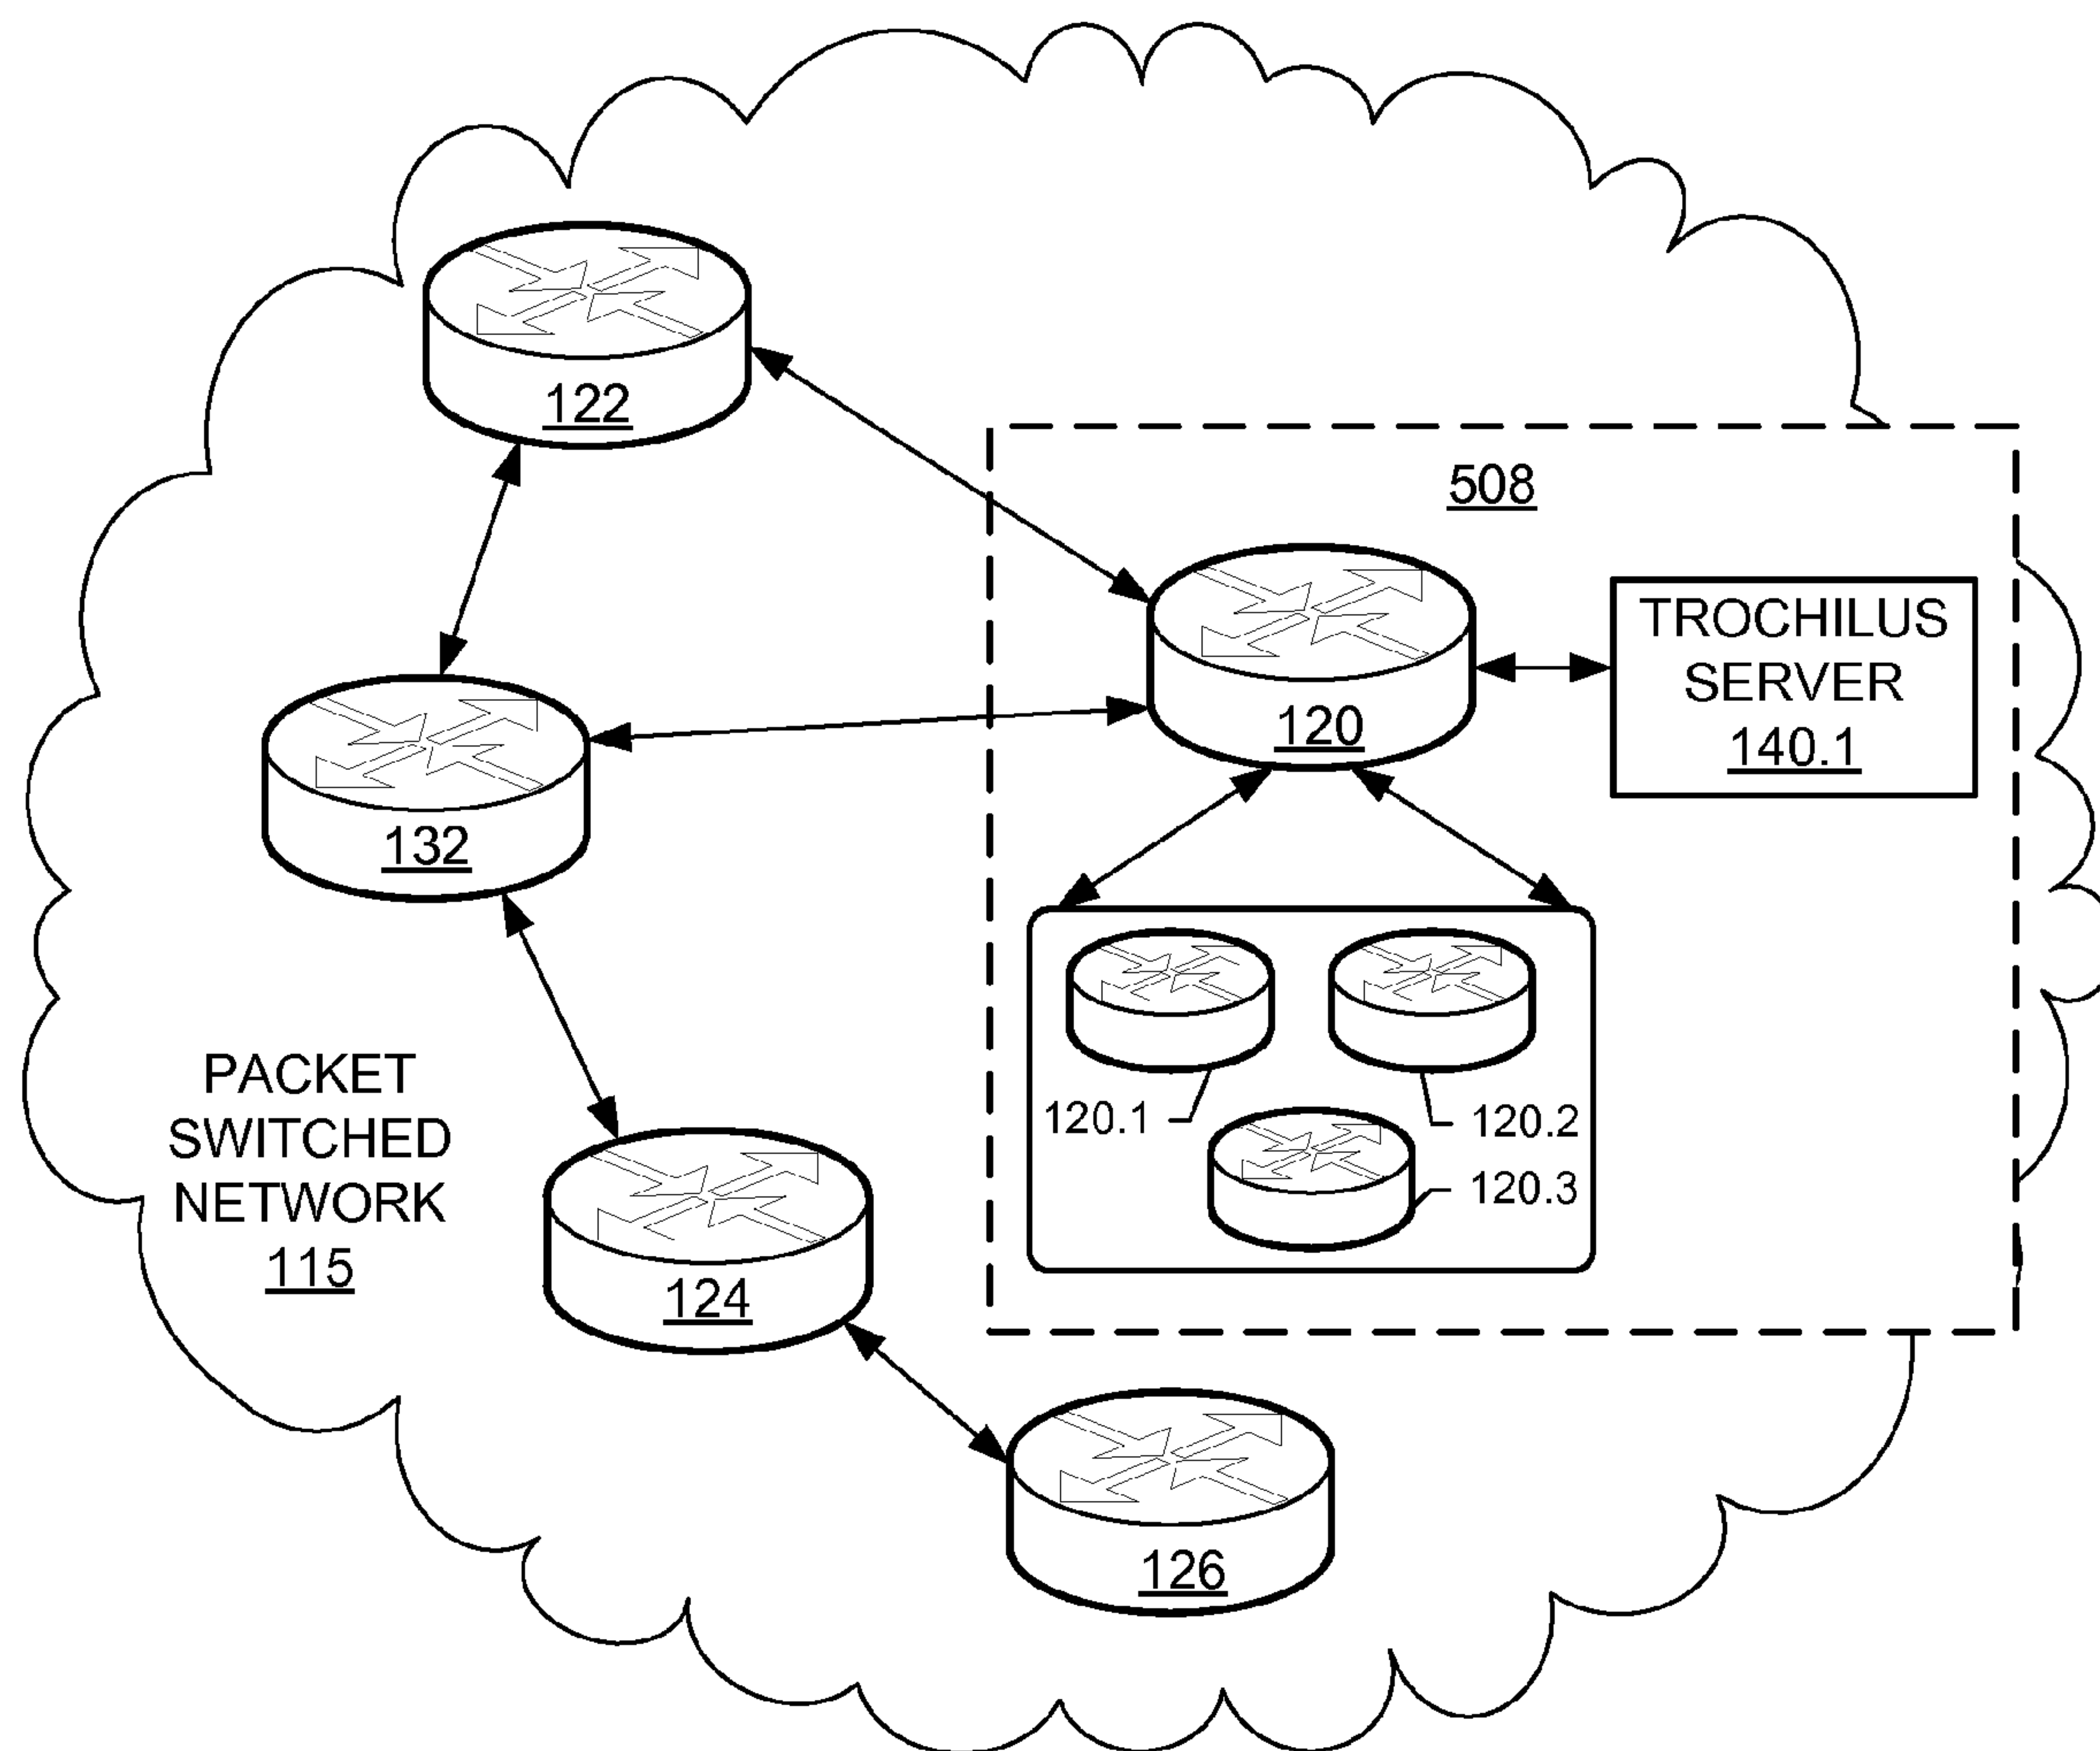 122
508
TROCHILUS
SERVER
140.1
120
132
120.1
120.2
120.3
PACKET
SWITCHED
NETWORK
115
124
126